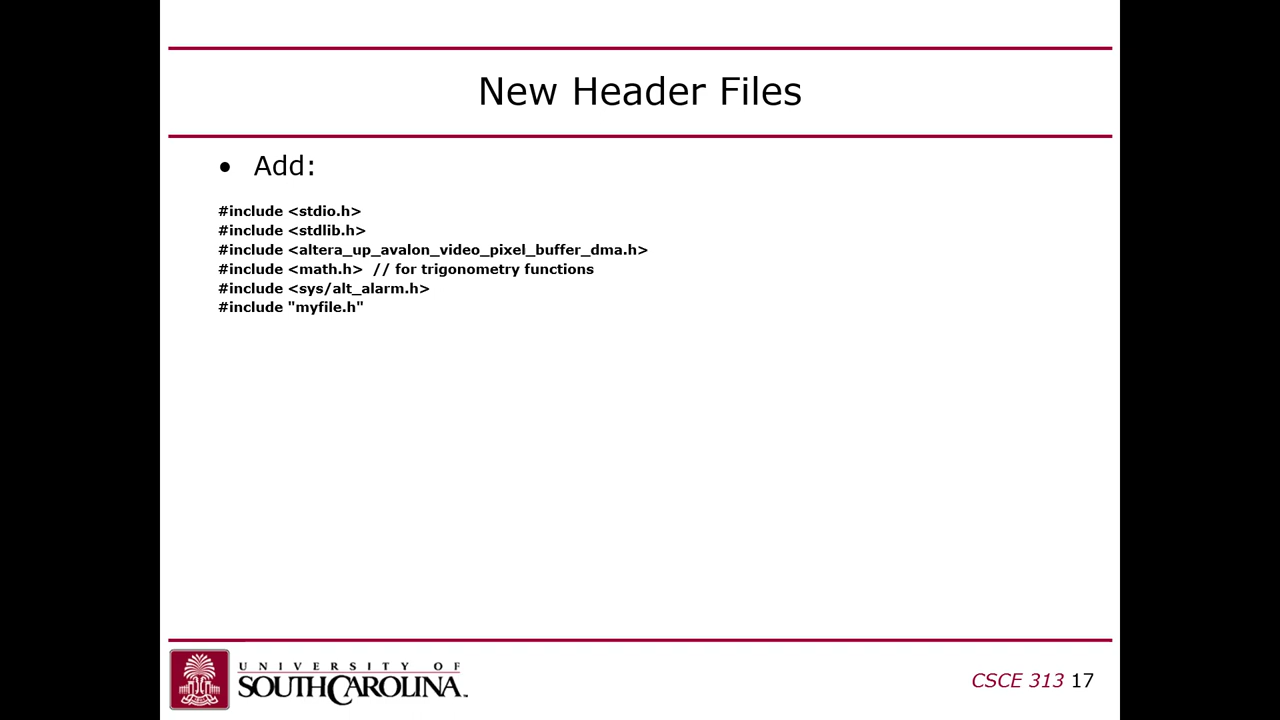 New Header Files
• Add:
#include <stdio.h>
#include <stdlib.h>
#include <altera_up_avalon_video_pixel_buffer_dma.h>
#include <math.h>  // for trigonometry functions
#include <sys/alt_alarm.h>
#include "myfile.h"
UNIVERSITY OF
SOUTH CAROLINA™
CSCE 313 17